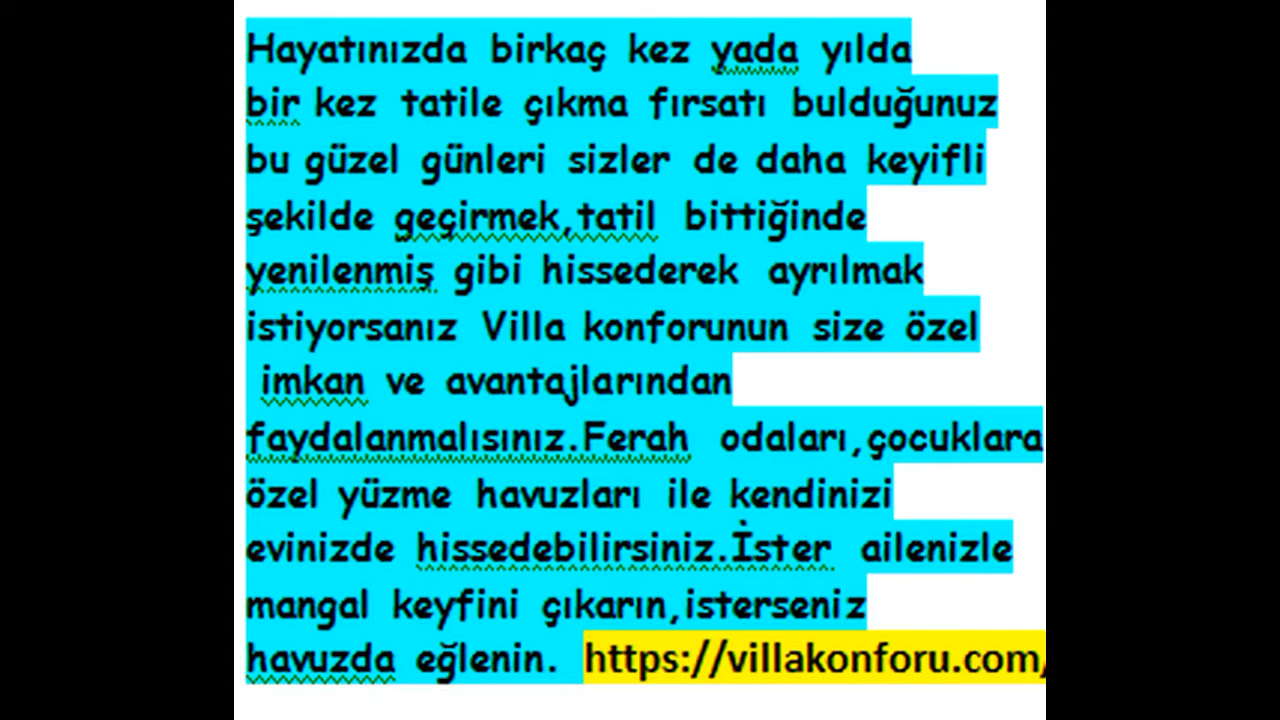 Hayatınızda birkaç kez yada yılda
bir kez tatile çıkma fırsatı bulduğunuz
bu güzel günleri sizler de daha keyifli
şekilde geçirmek,tatil bittiğinde
yenilenmiş gibi hissederek ayrılmak
istiyorsanız Villa konforunun size özel
imkan ve avantajlarından
faydalanmalısınız.Ferah odaları,çocuklara
özel yüzme havuzları ile kendinizi
evinizde hissedebilirsiniz.İster ailenizle
mangal keyfini çıkarın,isterseniz
havuzda eğlenin. https://villakonforu.com/